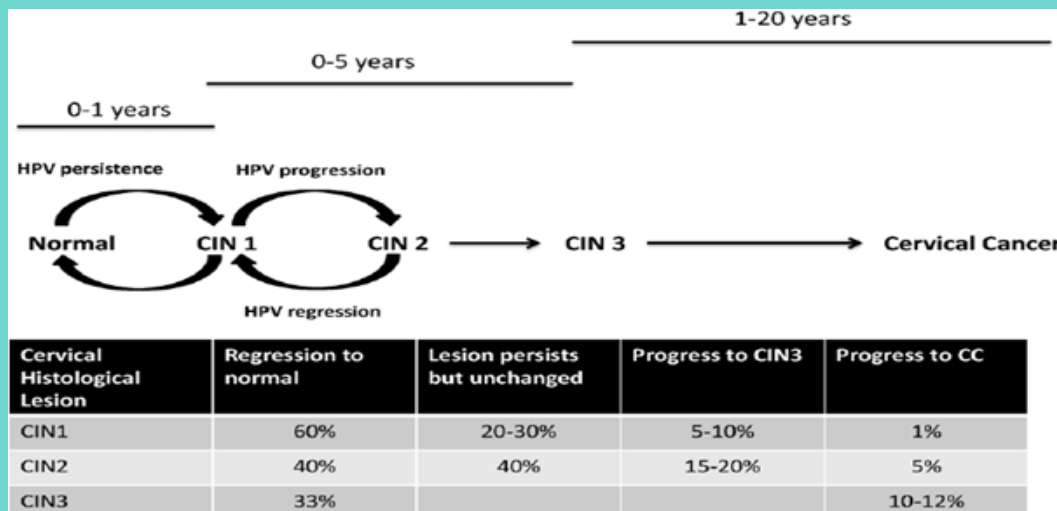 1-20 years
0-5 years
0-1 years
HPV persistence
HPV progression
Normal
CIN 1
CIN 2
CIN 3
Cervical Cancer
HPV regression
Cervical Histological Lesion | Regression to normal | Lesion persists but unchanged | Progress to CIN3 | Progress to CC
CIN1 | 60% | 20-30% | 5-10% | 1%
CIN2 | 40% | 40% | 15-20% | 5%
CIN3 | 33% | | | 10-12%